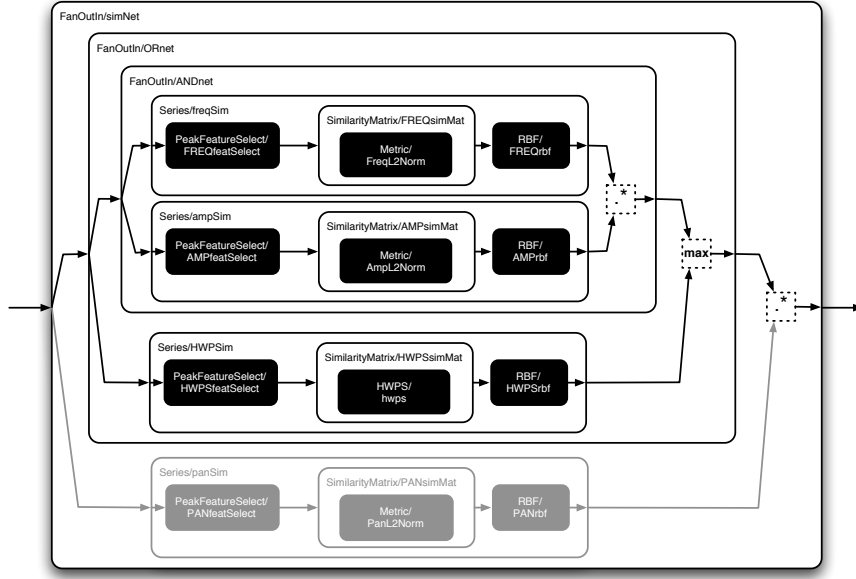 FanOutIn/simNet
FanOutIn/ORnet
FanOutIn/ANDnet
Series/freqSim
PeakFeatureSelect/
FREQfeatSelect
SimilarityMatrix/FREQsimMat
Metric/
FreqL2Norm
RBF/
FREQrbf
.*
Series/ampSim
PeakFeatureSelect/
AMPfeatSelect
SimilarityMatrix/AMPsimMat
Metric/
AmpL2Norm
RBF/
AMPrbf
max
.*
Series/HWPSim
PeakFeatureSelect/
HWPSfeatSelect
SimilarityMatrix/HWPSsimMat
HWPS/
hwps
RBF/
HWPSrbf
Series/panSim
PeakFeatureSelect/
PANfeatSelect
SimilarityMatrix/PANsimMat
Metric/
PanL2Norm
RBF/
PANrbf